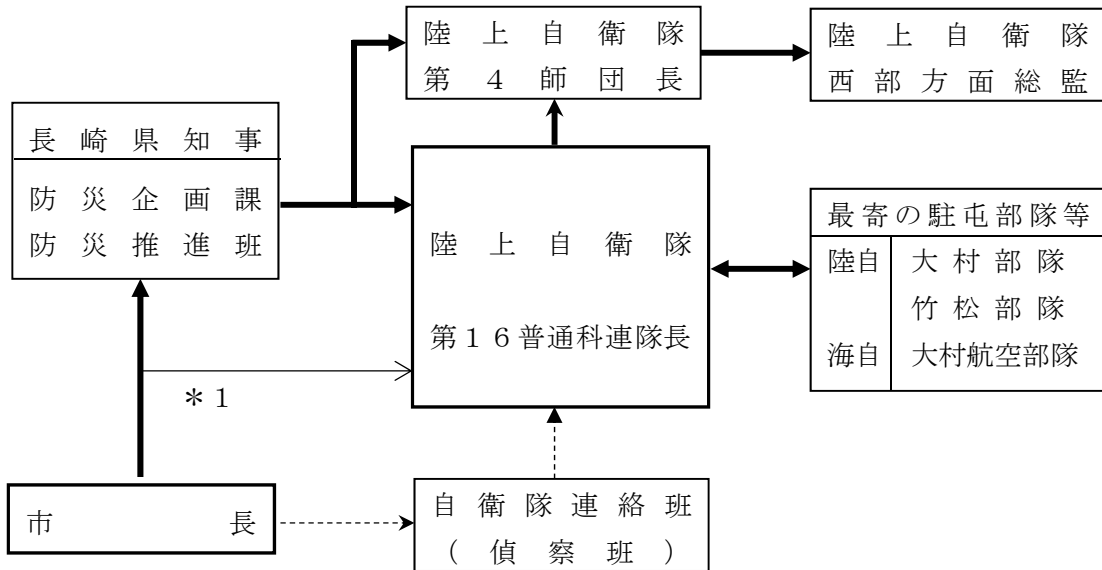 陸上自衛隊
第4師団長
陸上自衛隊
西部方面総監
長崎県知事
防災企画課
防災推進班
陸上自衛隊
第16普通科連隊長
最寄の駐屯部隊等
陸自 大村部隊
竹松部隊
海自 大村航空部隊
*1
市長
自衛隊連絡班
(偵察班)